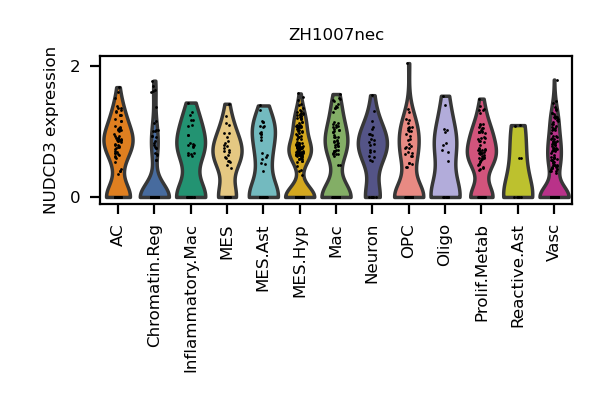 ZH1007nec
NUDCD3 expression
2
0
AC
Chromatin.Reg
Inflammatory.Mac
MES
MES.Ast
MES.Hyp
Mac
Neuron
OPC
Oligo
Prolif.Metab
Reactive.Ast
Vasc